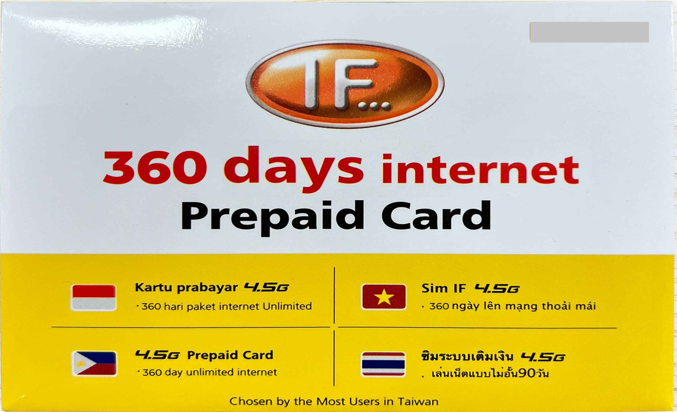 IF...
360 days internet
Prepaid Card
Kartu prabayar 4.5G
· 360 hari paket internet Unlimited
Sim IF 4.5G
· 360 ngày lên mạng thoải mái
4.5G Prepaid Card
· 360 day unlimited internet
ซิมระบบเติมเงิน 4.5G
· เล่นเน็ตแบบไม่อั้น90วัน
Chosen by the Most Users in Taiwan